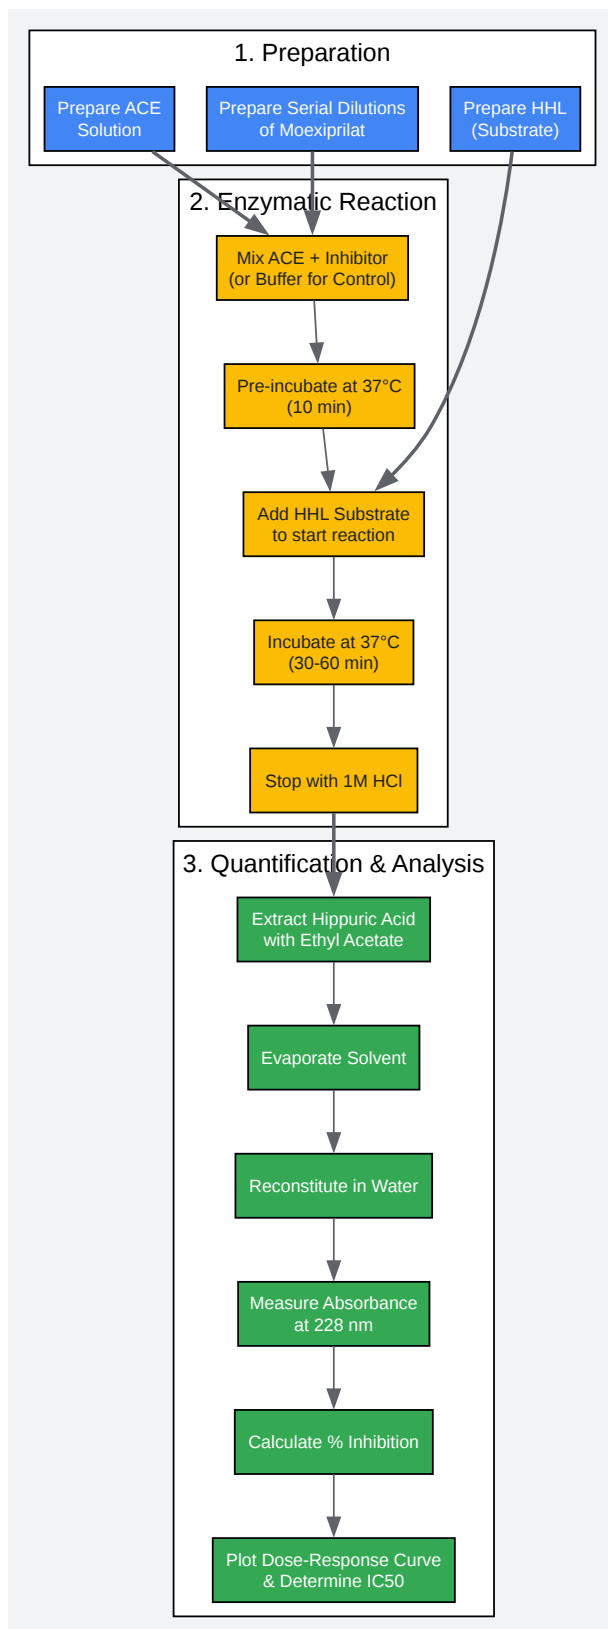 1. Preparation
Prepare ACE
Solution
Prepare Serial Dilutions
of Moexiprilat
Prepare HHL
(Substrate)
2. Enzymatic Reaction
Mix ACE + Inhibitor
(or Buffer for Control)
Pre-incubate at 37°C
(10 min)
Add HHL Substrate
to start reaction
Incubate at 37°C
(30-60 min)
Stop with 1M HCl
3. Quantification & Analysis
Extract Hippuric Acid
with Ethyl Acetate
Evaporate Solvent
Reconstitute in Water
Measure Absorbance
at 228 nm
Calculate % Inhibition
Plot Dose-Response Curve
& Determine IC50